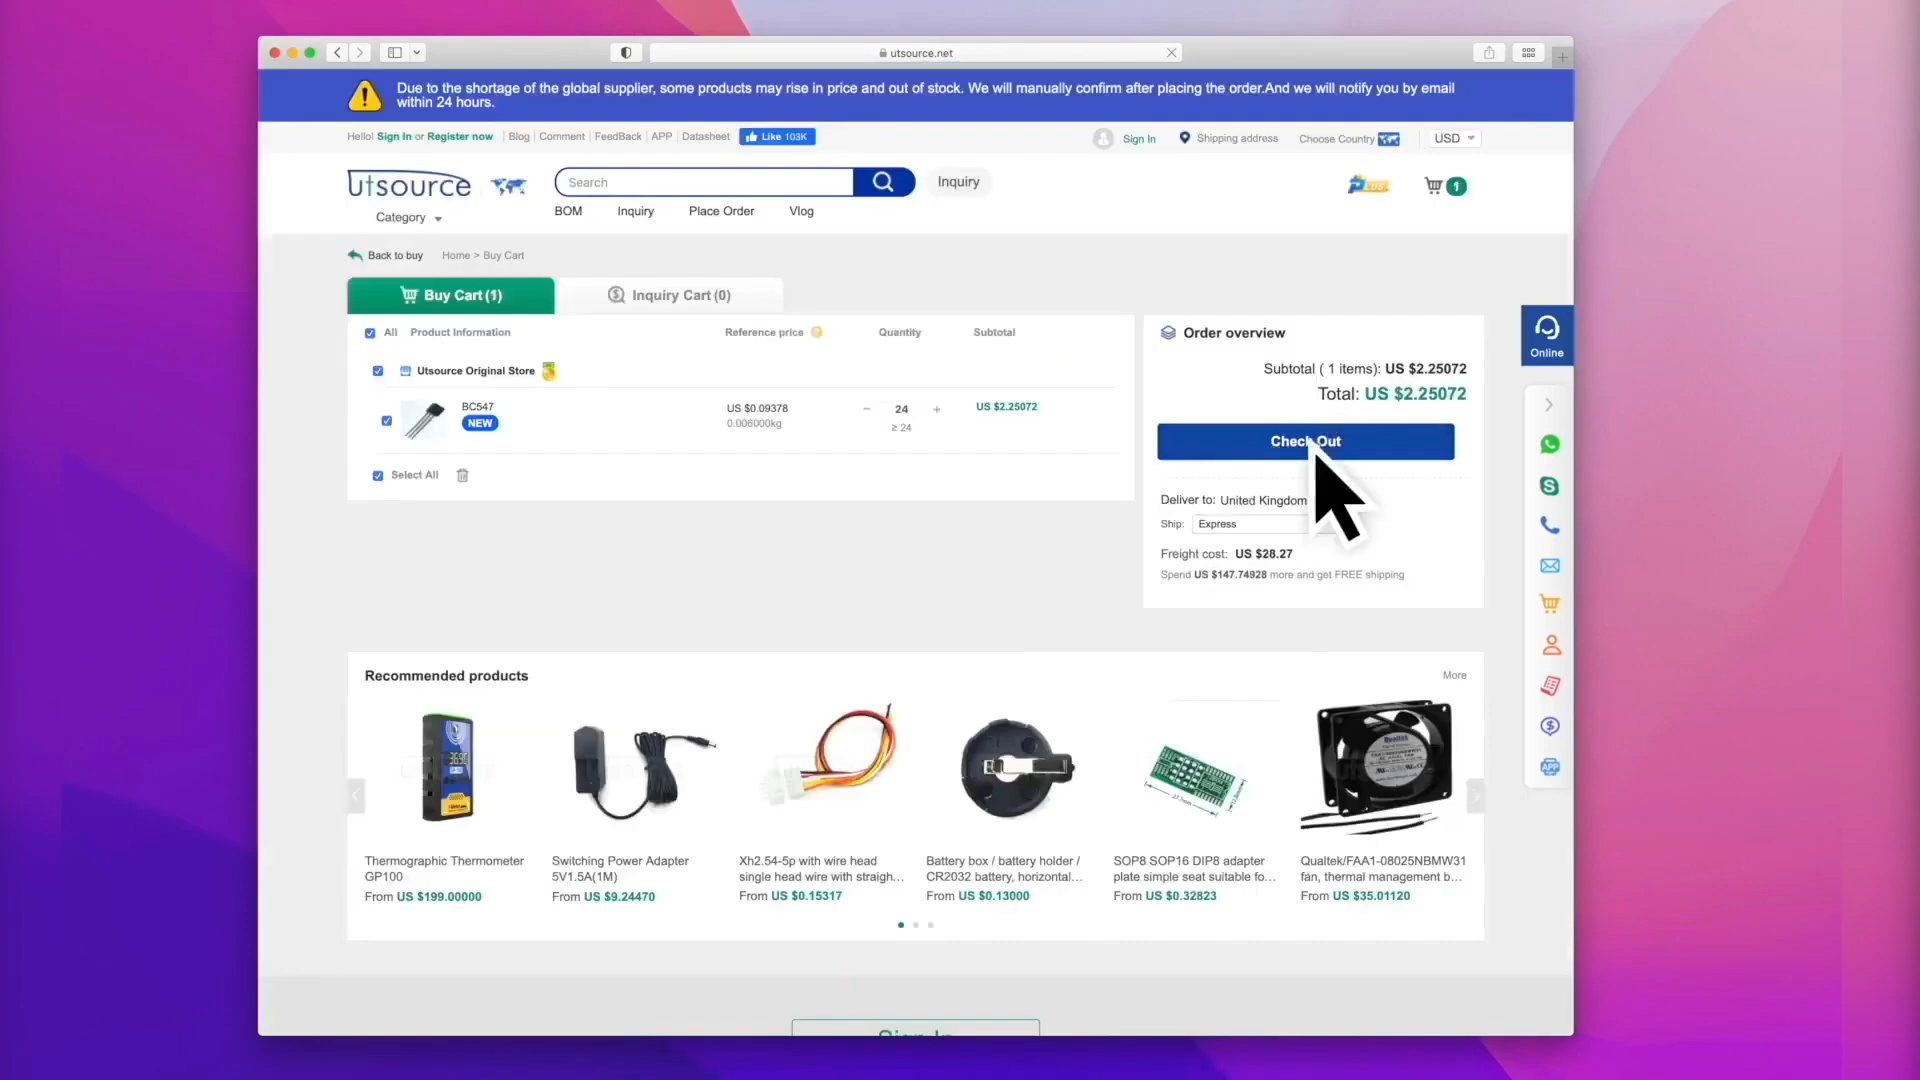 utsource.net
Due to the shortage of the global supplier, some products may rise in price and out of stock. We will manually confirm after placing the order.And we will notify you by email
within 24 hours.
Hello! Sign In or Register now Blog Comment FeedBack APP Datasheet Like 103K
Sign In Shipping address Choose Country USD
utsource Search Inquiry PLUS 1
Category BOM Inquiry Place Order Vlog
Back to buy Home > Buy Cart
Buy Cart (1) Inquiry Cart (0)
All Product Information Reference price Quantity Subtotal
Utsource Original Store
BC547 US $0.09378 − 24 + US $2.25072
NEW 0.006000kg ≥ 24
Select All
Order overview
Subtotal ( 1 items): US $2.25072
Total: US $2.25072
Check Out
Deliver to: United Kingdom
Ship: Express
Freight cost: US $28.27
Spend US $147.74928 more and get FREE shipping
Online
APP
Recommended products More
Thermographic Thermometer
GP100
From US $199.00000
Switching Power Adapter
5V1.5A(1M)
From US $9.24470
Xh2.54-5p with wire head
single head wire with straigh...
From US $0.15317
Battery box / battery holder /
CR2032 battery, horizontal...
From US $0.13000
SOP8 SOP16 DIP8 adapter
plate simple seat suitable fo...
From US $0.32823
Qualtek/FAA1-08025NBMW31
fan, thermal management b...
From US $35.01120